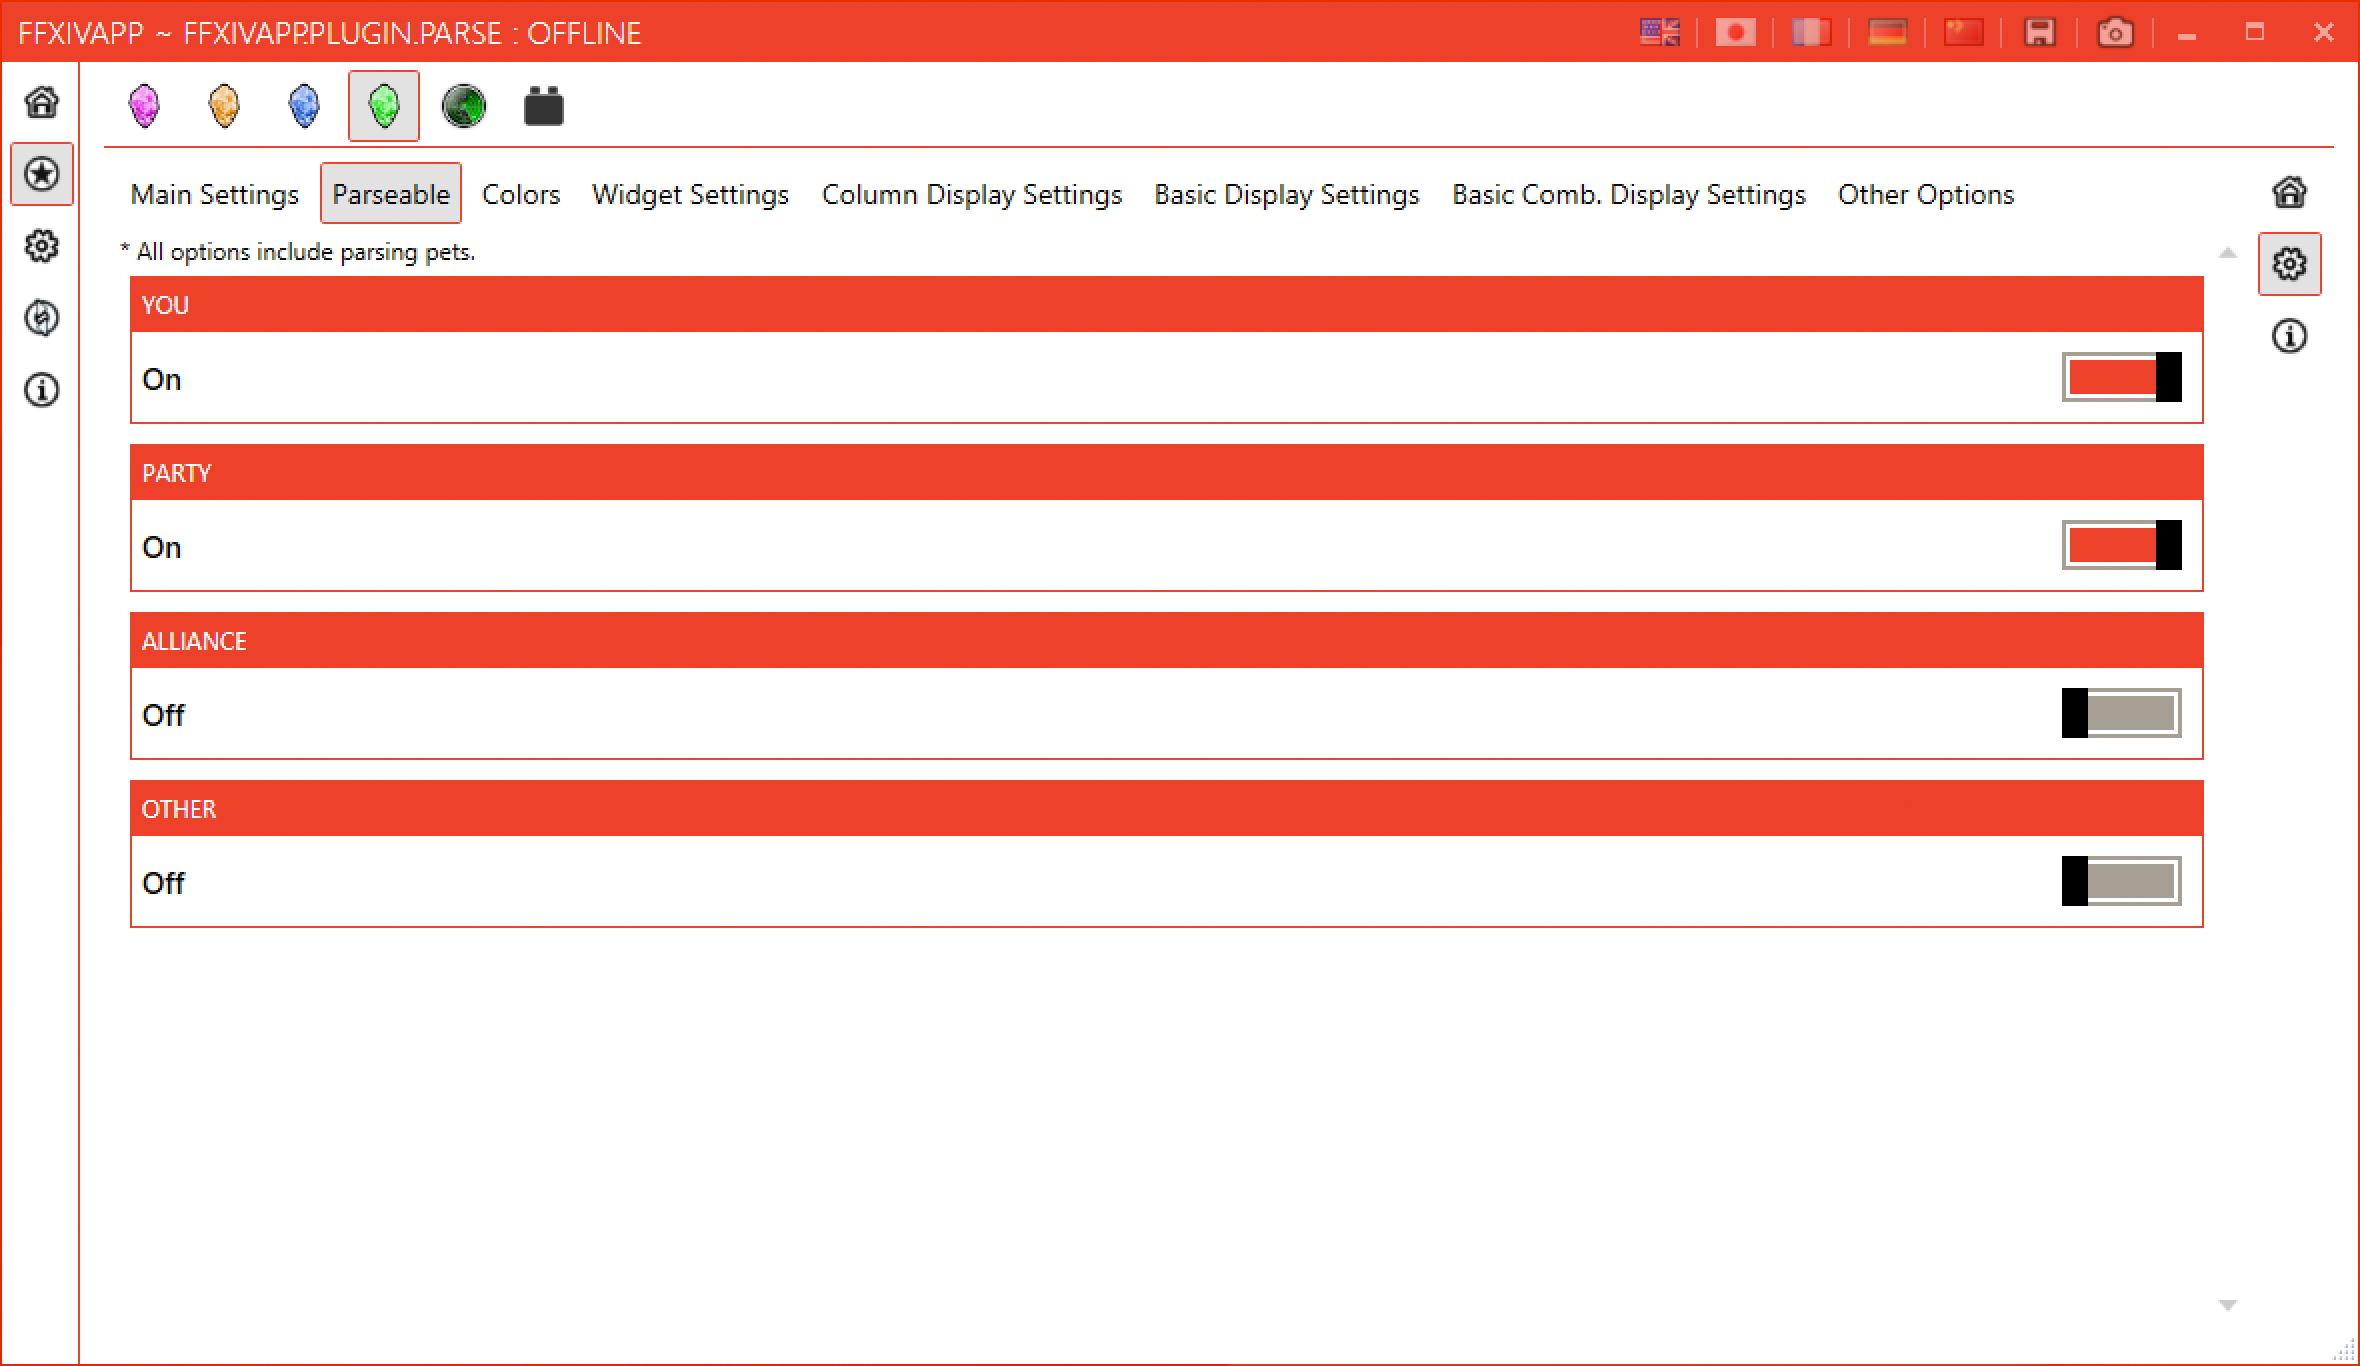 FFXIVAPP ~ FFXIVAPP.PLUGIN.PARSE : OFFLINE
Main Settings Parseable Colors Widget Settings Column Display Settings Basic Display Settings Basic Comb. Display Settings Other Options
* All options include parsing pets.
YOU
On
PARTY
On
ALLIANCE
Off
OTHER
Off